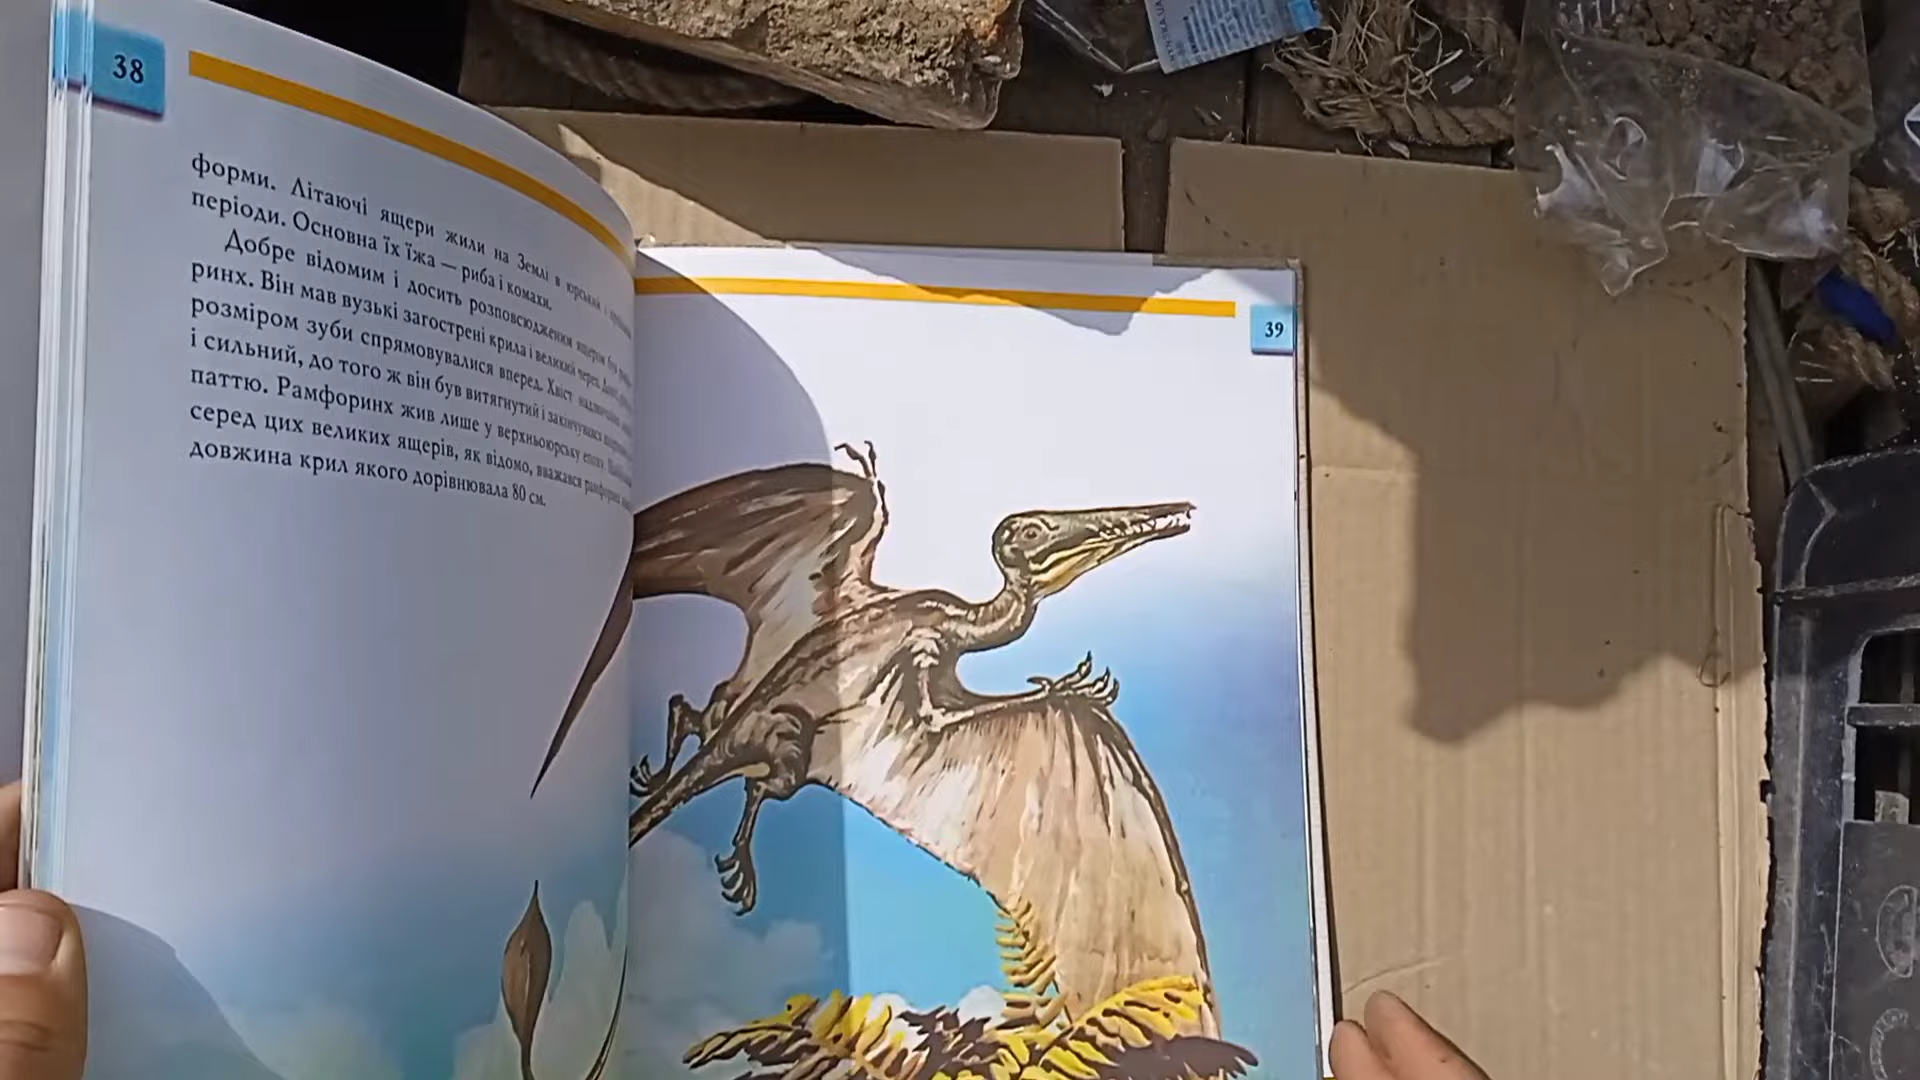 38
форми. Літаючі ящери жили на Землі в юрський і
періоди. Основна їх їжа — риба і комахи.
Добре відомим і досить розповсюдженим ящером був
ринх. Він мав вузькі загострені крила і великий череп.
розміром зуби спрямовувалися вперед. Хвіст
і сильний, до того ж він був витягнутий і закінчувався
паттю. Рамфоринх жив лише у верхньоюрську епоху.
серед цих великих ящерів, як відомо, вважався рамфоринх
довжина крил якого дорівнювала 80 см.
39